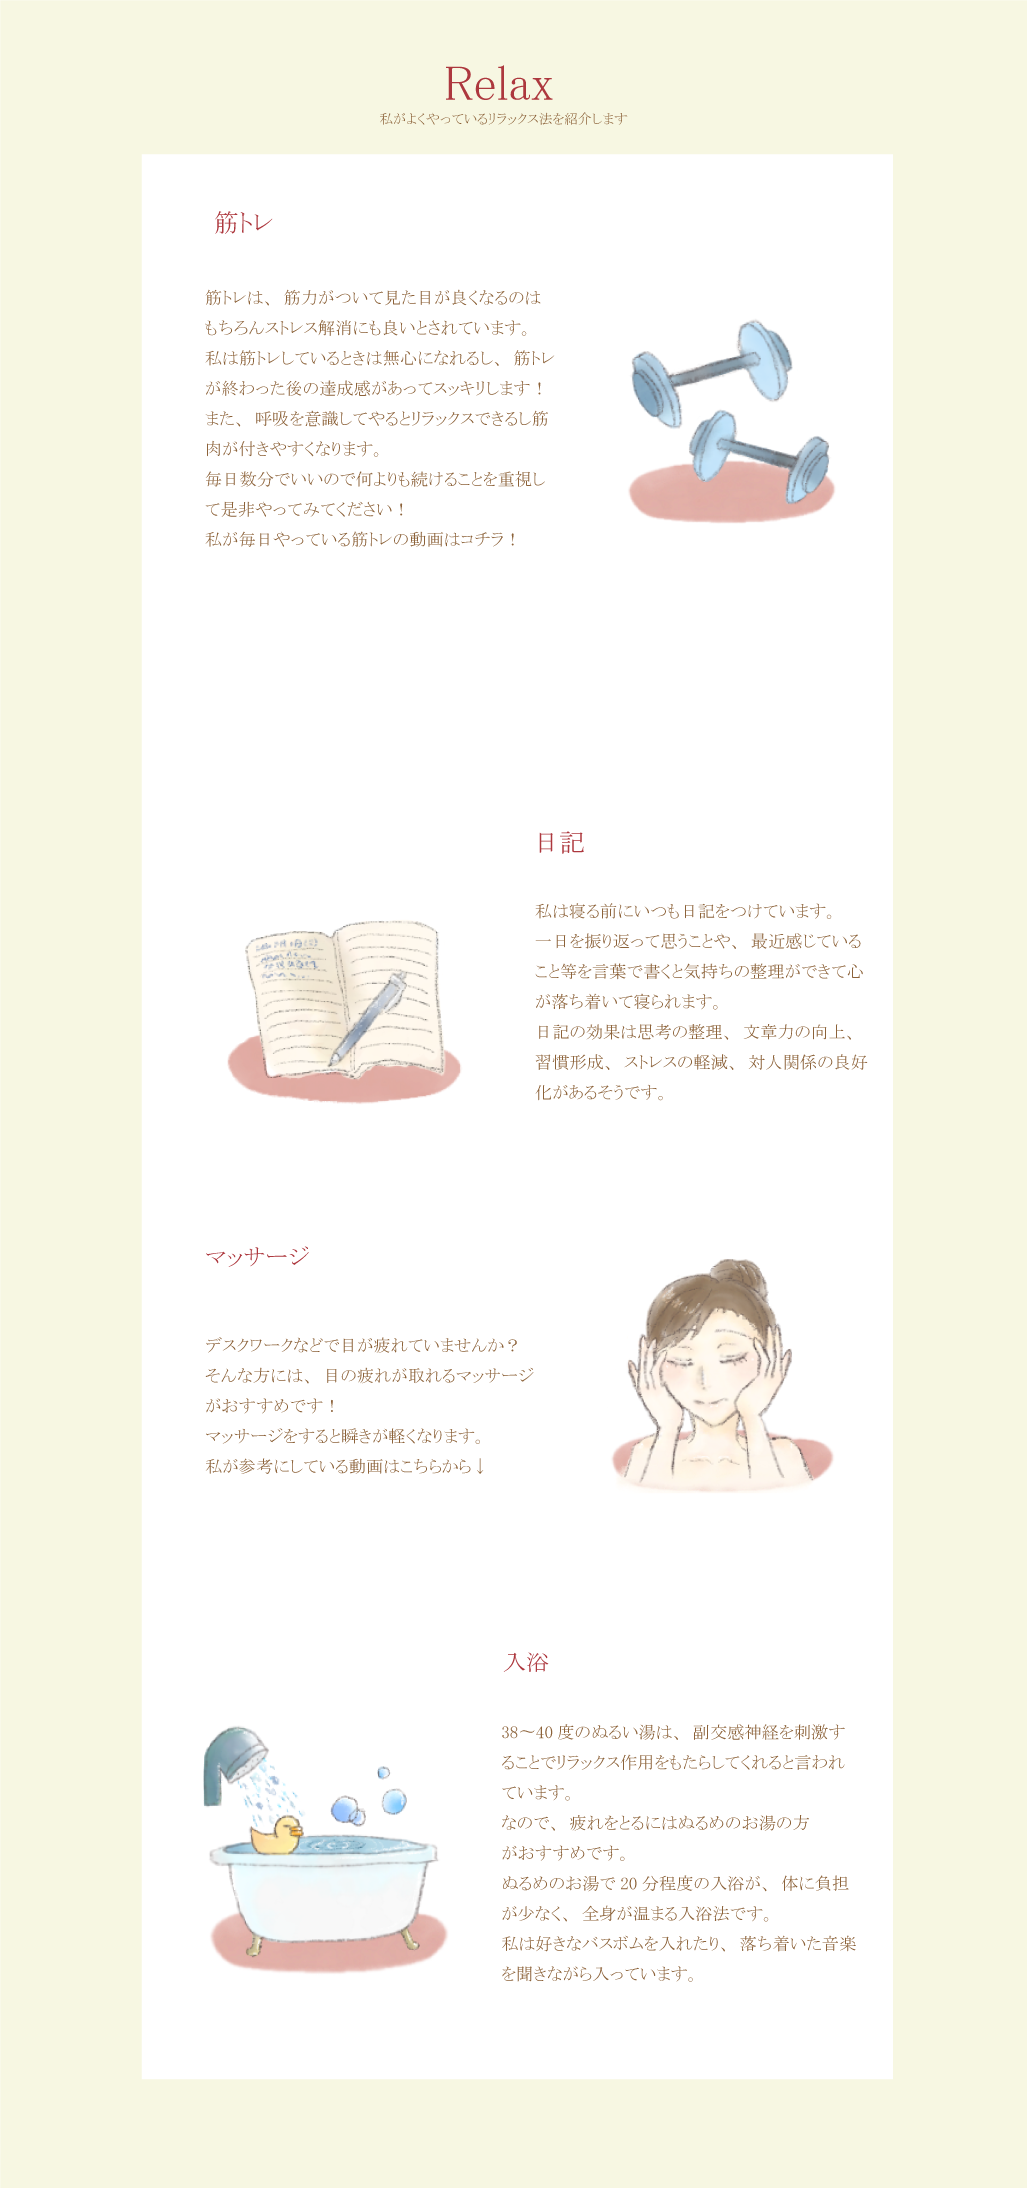 Relax
私がよくやっているリラックス法を紹介します
筋トレ
筋トレは、筋力がついて見た目が良くなるのは
もちろんストレス解消にも良いとされています。
私は筋トレしているときは無心になれるし、筋トレ
が終わった後の達成感があってスッキリします！
また、呼吸を意識してやるとリラックスできるし筋
肉が付きやすくなります。
毎日数分でいいので何よりも続けることを重視し
て是非やってみてください！
私が毎日やっている筋トレの動画はコチラ！
日記
私は寝る前にいつも日記をつけています。
一日を振り返って思うことや、最近感じている
こと等を言葉で書くと気持ちの整理ができて心
が落ち着いて寝られます。
日記の効果は思考の整理、文章力の向上、
習慣形成、ストレスの軽減、対人関係の良好
化があるそうです。
マッサージ
デスクワークなどで目が疲れていませんか？
そんな方には、目の疲れが取れるマッサージ
がおすすめです！
マッサージをすると瞬きが軽くなります。
私が参考にしている動画はこちらから↓
入浴
38～40度のぬるい湯は、副交感神経を刺激す
ることでリラックス作用をもたらしてくれると言われ
ています。
なので、疲れをとるにはぬるめのお湯の方
がおすすめです。
ぬるめのお湯で20分程度の入浴が、体に負担
が少なく、全身が温まる入浴法です。
私は好きなバスボムを入れたり、落ち着いた音楽
を聞きながら入っています。